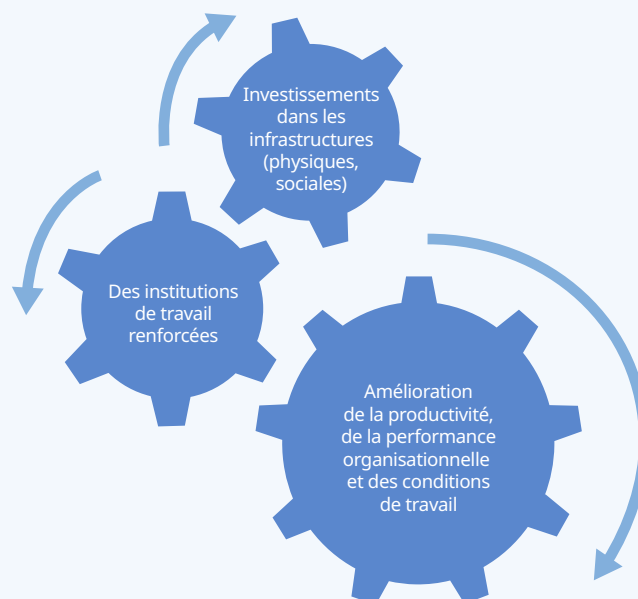 Investissements
dans les
infrastructures
(physiques,
sociales)
Des institutions
de travail
renforcées
Amélioration
de la productivité,
de la performance
organisationnelle
et des conditions
de travail